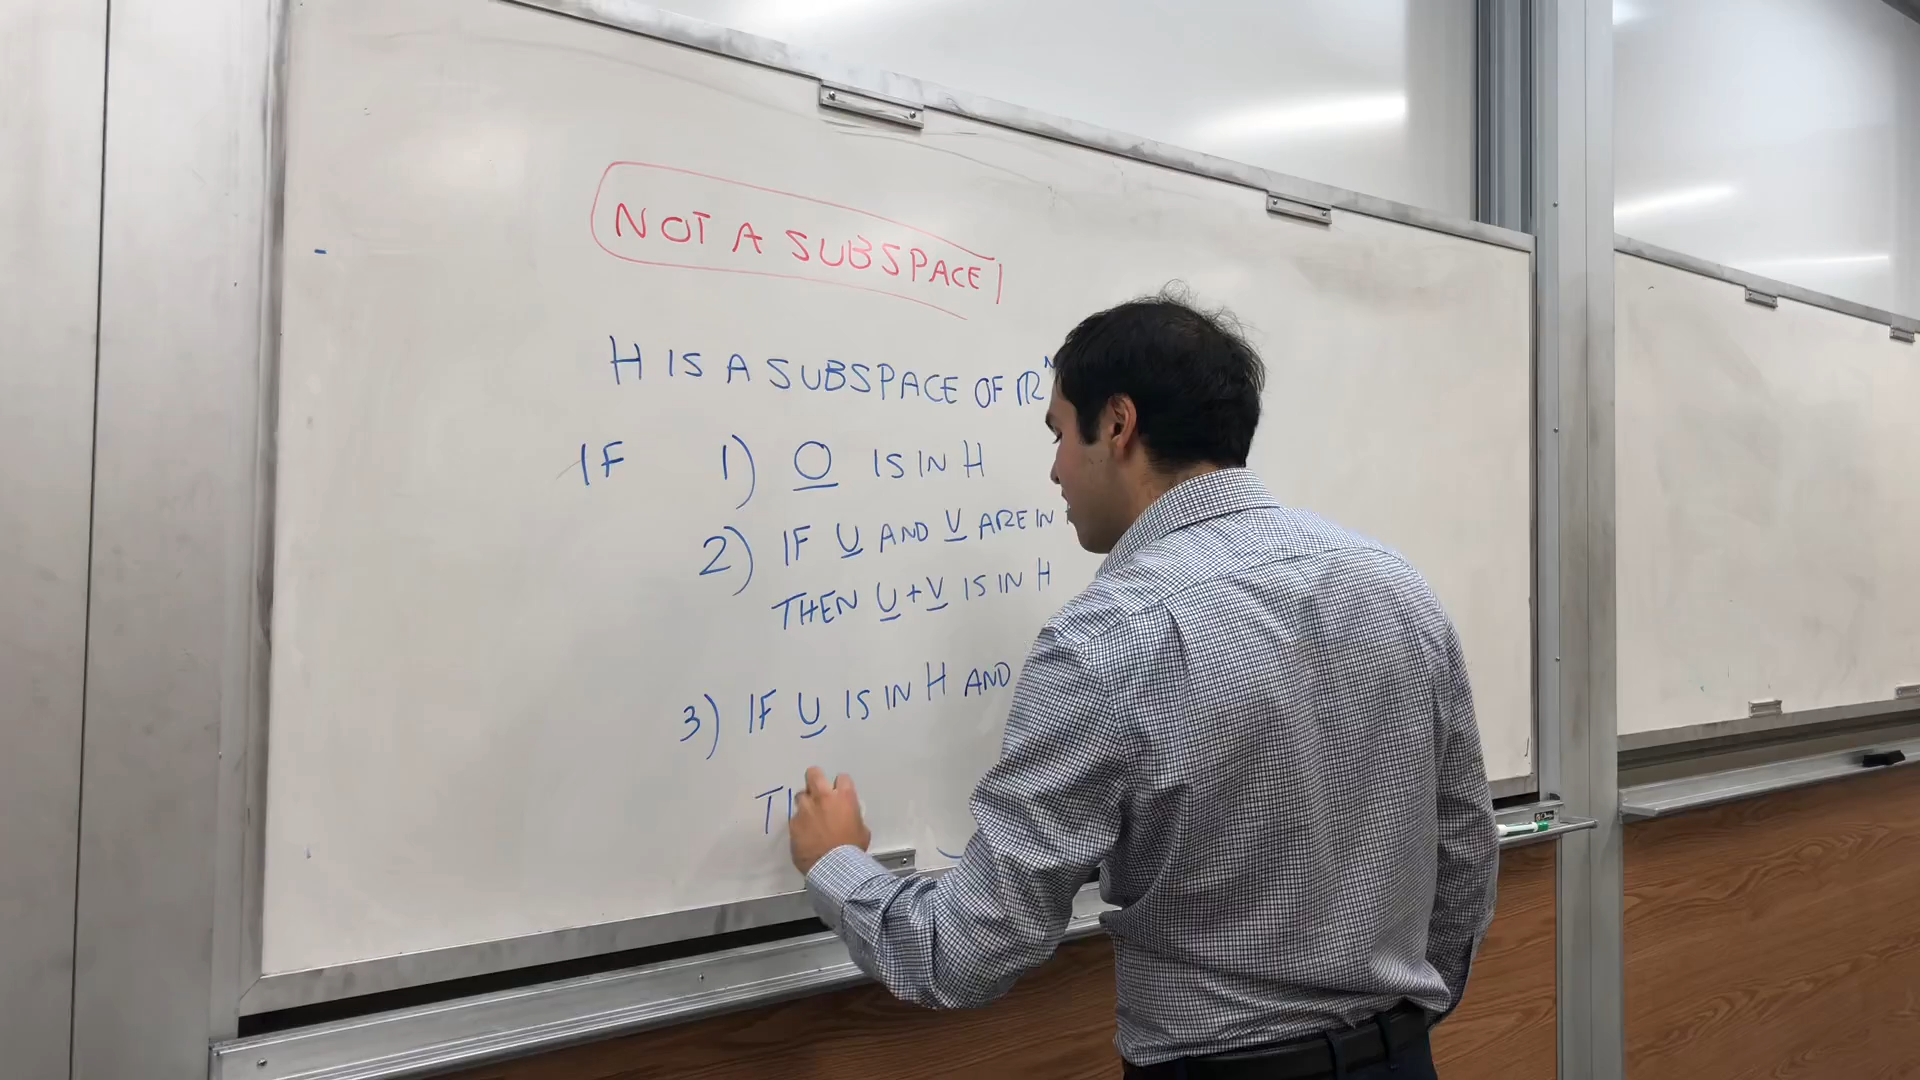 NOT A SUBSPACE
H IS A SUBSPACE OF ℝ
IF 1) O IS IN H
2) IF U AND V ARE IN
THEN U+V IS IN H
3) IF U IS IN H AND